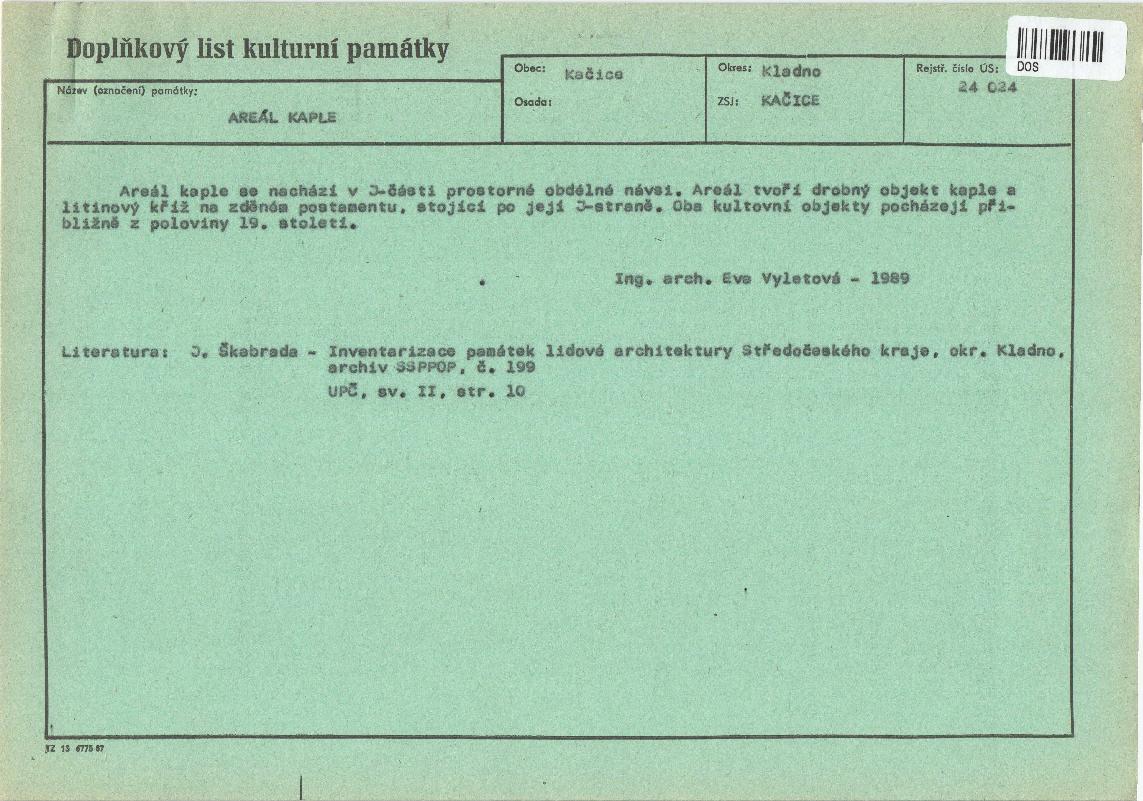 Doplňkový list kulturní památky
DOS
Název (označení) památky:
AREÁL KAPLE
Obec: Kačice
Osada:
Okres: Kladno
ZSJ: KAČICE
Rejstř. číslo ÚS:
24 024
Areál kaple se nachází v J-části prostorné obdélné návsi. Areál tvoří drobný objekt kaple a
litinový kříž na zděném postamentu, stojící po její J-straně. Oba kultovní objekty pocházejí při-
bližně z poloviny 19. století.
Ing. arch. Eva Vyletová - 1989
Literatura: J. Škabrada - Inventarizace památek lidové architektury Středočeského kraje, okr. Kladno,
archiv SSPPOP, č. 199
UPČ, sv. II, str. 10
TZ 13 6775 87